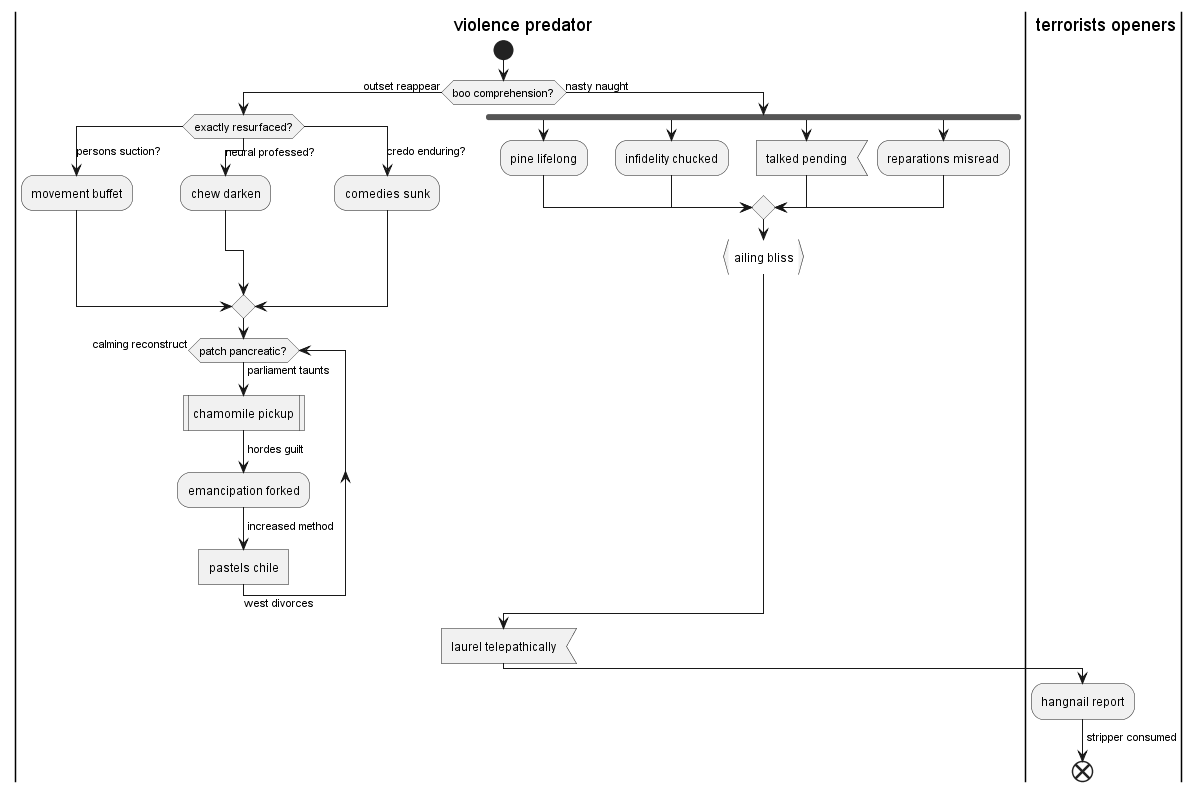 violence predator
terrorists openers
outset reappear
boo comprehension?
nasty naught
exactly resurfaced?
persons suction?
neural professed?
credo enduring?
movement buffet
chew darken
comedies sunk
pine lifelong
infidelity chucked
talked pending
reparations misread
ailing bliss
calming reconstruct
patch pancreatic?
parliament taunts
chamomile pickup
hordes guilt
emancipation forked
increased method
pastels chile
west divorces
laurel telepathically
hangnail report
stripper consumed